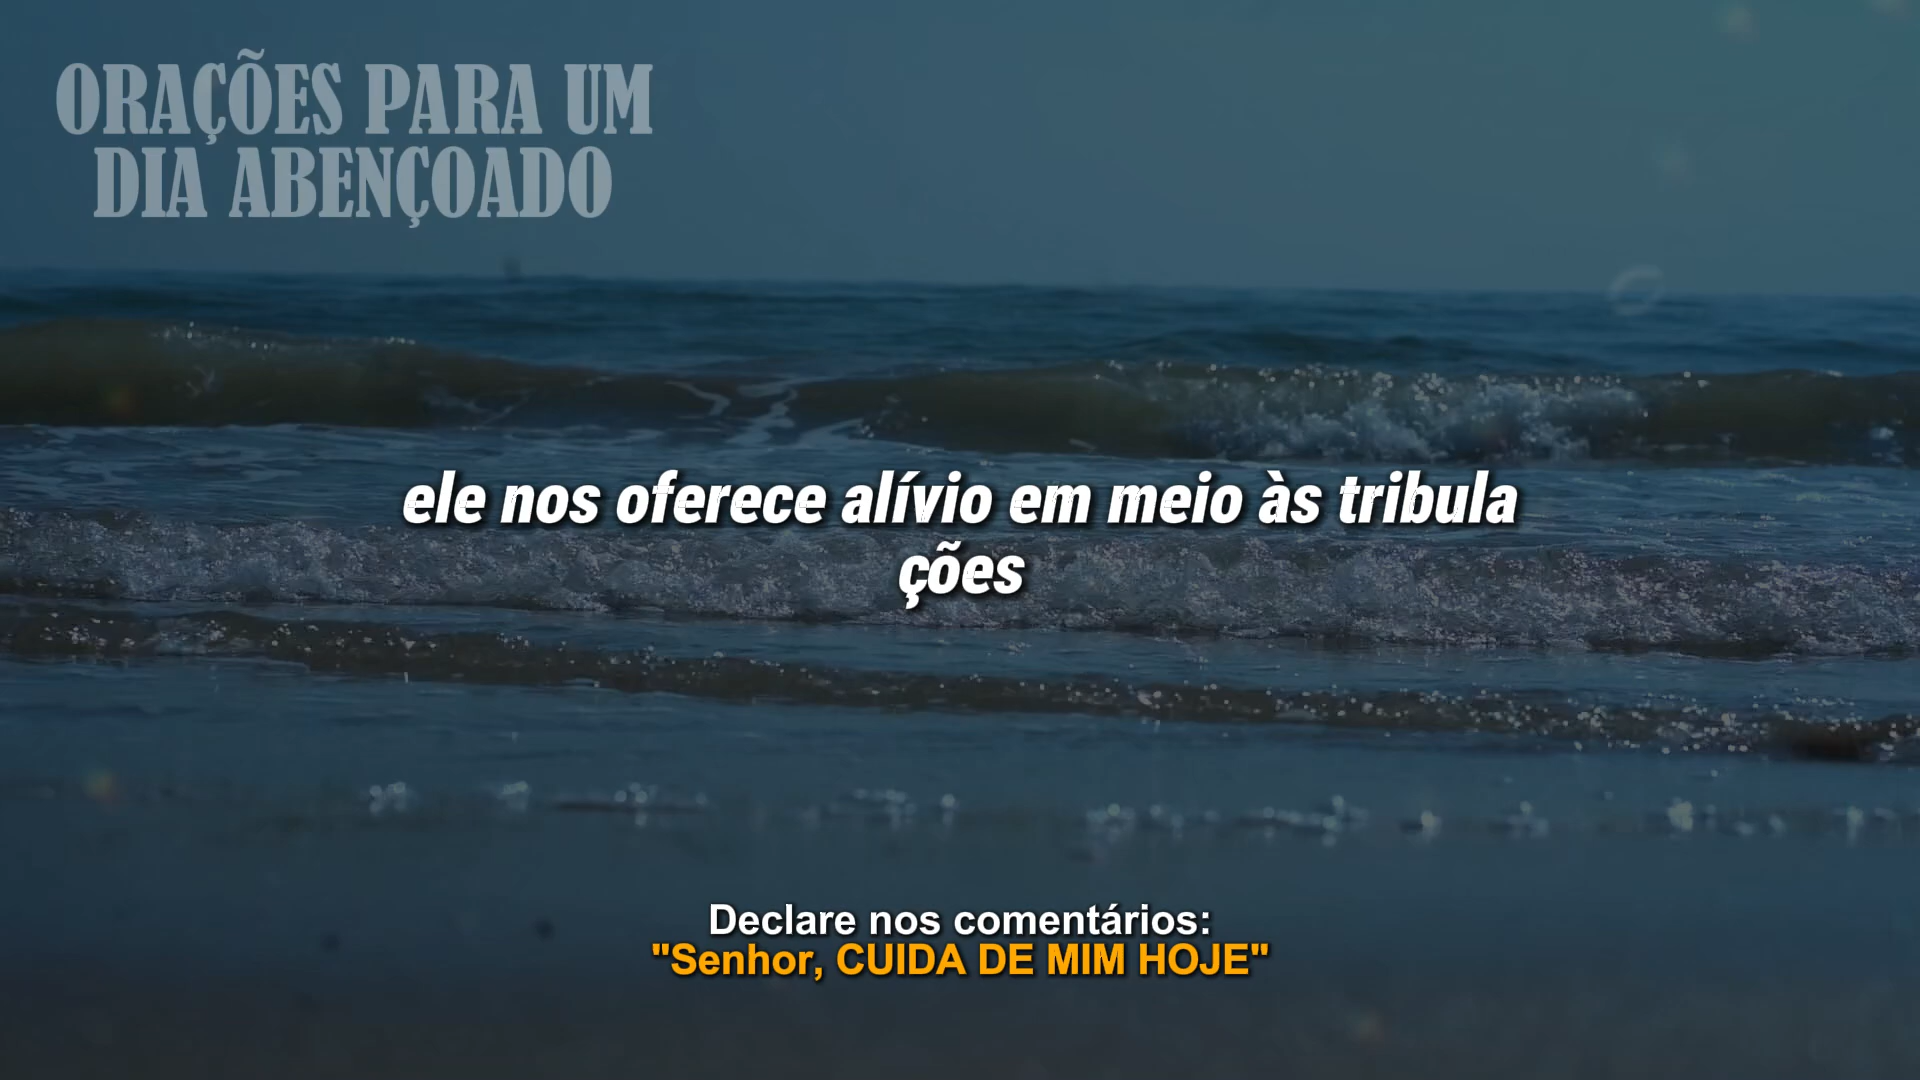 ORAÇÕES PARA UM
DIA ABENÇOADO
ele nos oferece alívio em meio às tribula
ções
Declare nos comentários:
"Senhor, CUIDA DE MIM HOJE"